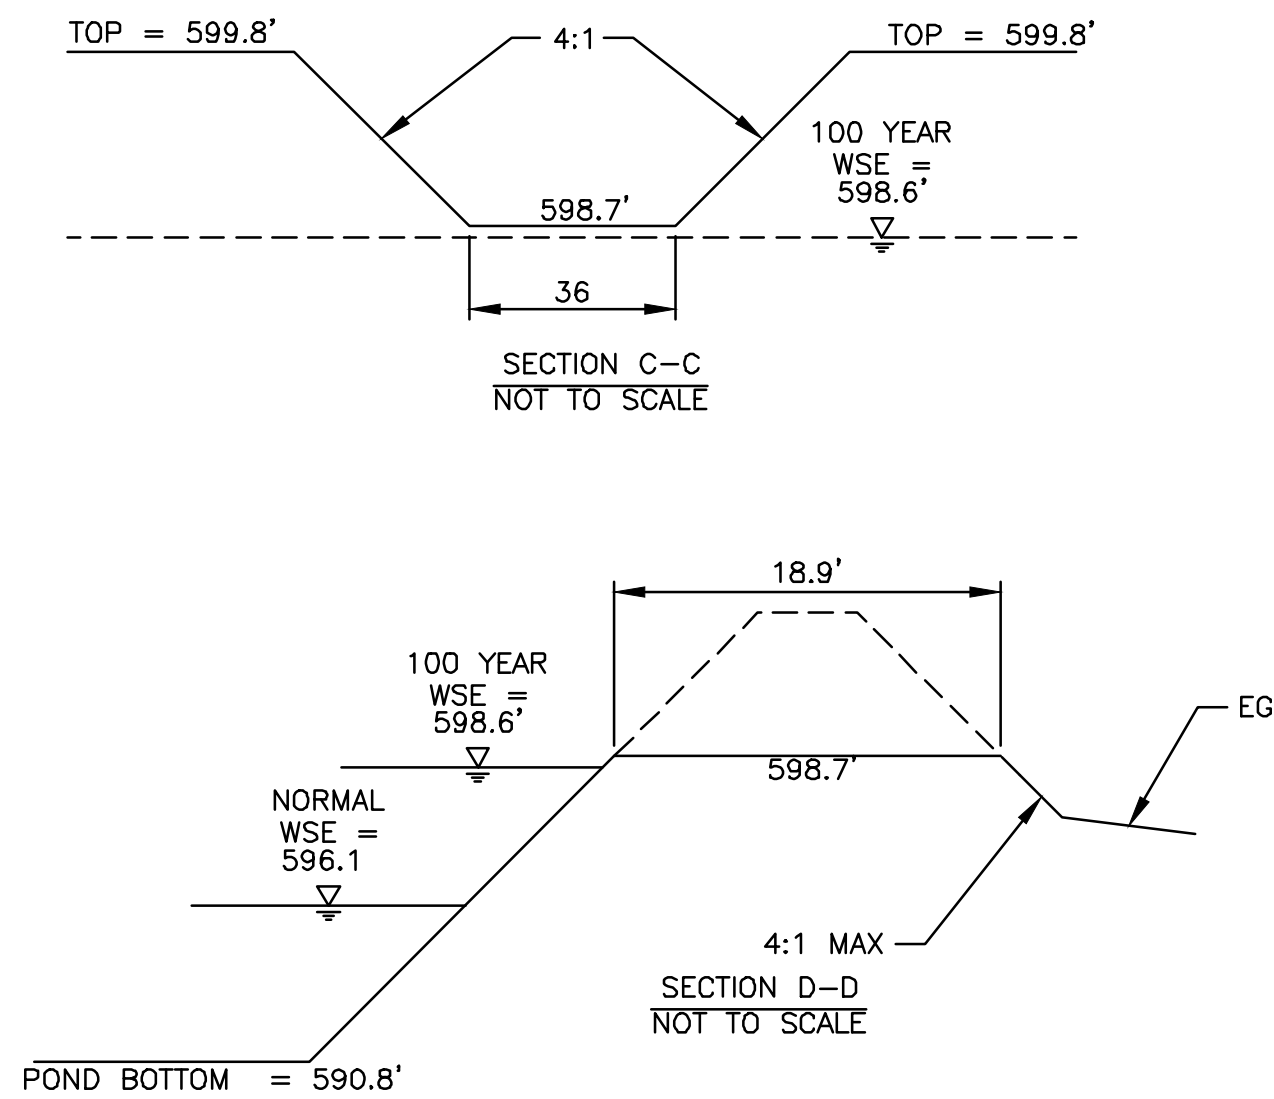 TOP = 599.8'
4:1
TOP = 599.8'
100 YEAR
WSE =
598.6'
598.7'
36
SECTION C-C
NOT TO SCALE
18.9'
100 YEAR
WSE =
598.6'
EG
598.7'
NORMAL
WSE =
596.1
4:1 MAX
SECTION D-D
NOT TO SCALE
POND BOTTOM = 590.8'